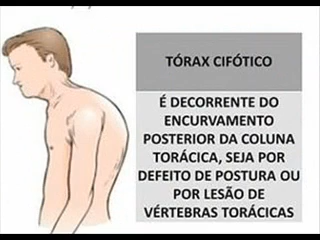 TÓRAX CIFÓTICO
É DECORRENTE DO
ENCURVAMENTO
POSTERIOR DA COLUNA
TORÁCICA, SEJA POR
DEFEITO DE POSTURA OU
POR LESÃO DE
VÉRTEBRAS TORÁCICAS